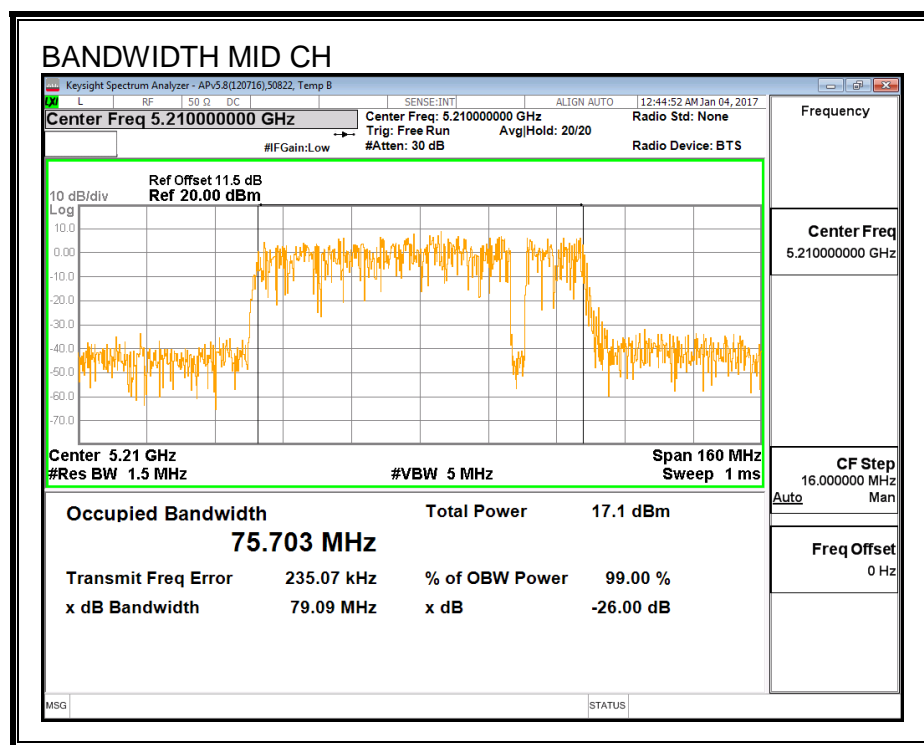 BANDWIDTH MID CH
Keysight Spectrum Analyzer - APv5.8(120716),50822, Temp B
LXI L RF 50 Ω DC SENSE:INT ALIGN AUTO 12:44:52 AM Jan 04, 2017
Center Freq 5.210000000 GHz
Center Freq: 5.210000000 GHz
Radio Std: None
Trig: Free Run Avg|Hold: 20/20
#IFGain:Low
#Atten: 30 dB
Radio Device: BTS
Ref Offset 11.5 dB
10 dB/div Ref 20.00 dBm
Log
10.0
0.00
-10.0
-20.0
-30.0
-40.0
-50.0
-60.0
-70.0
Center 5.21 GHz Span 160 MHz
#Res BW 1.5 MHz #VBW 5 MHz Sweep 1 ms
Occupied Bandwidth Total Power 17.1 dBm
75.703 MHz
Transmit Freq Error 235.07 kHz % of OBW Power 99.00 %
x dB Bandwidth 79.09 MHz x dB -26.00 dB
MSG STATUS
Frequency
Center Freq
5.210000000 GHz
CF Step
16.000000 MHz
Auto Man
Freq Offset
0 Hz